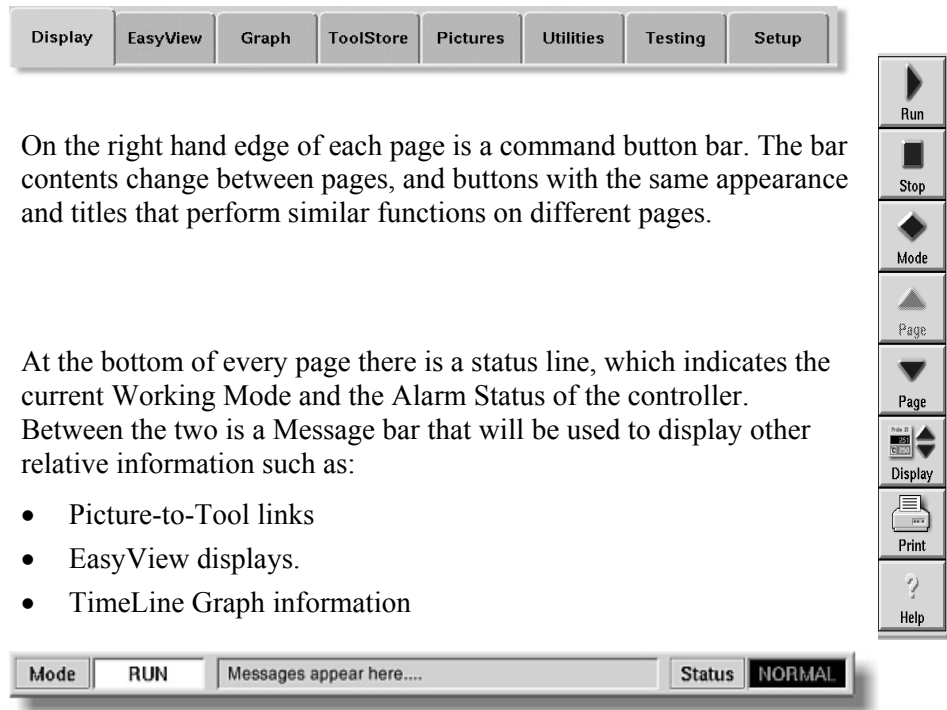 Display EasyView Graph ToolStore Pictures Utilities Testing Setup
On the right hand edge of each page is a command button bar. The bar
contents change between pages, and buttons with the same appearance
and titles that perform similar functions on different pages.
At the bottom of every page there is a status line, which indicates the
current Working Mode and the Alarm Status of the controller.
Between the two is a Message bar that will be used to display other
relative information such as:
• Picture-to-Tool links
• EasyView displays.
• TimeLine Graph information
Run
Stop
Mode
Page
Page
251
Display
Print
?
Help
Mode RUN Messages appear here.... Status NORMAL